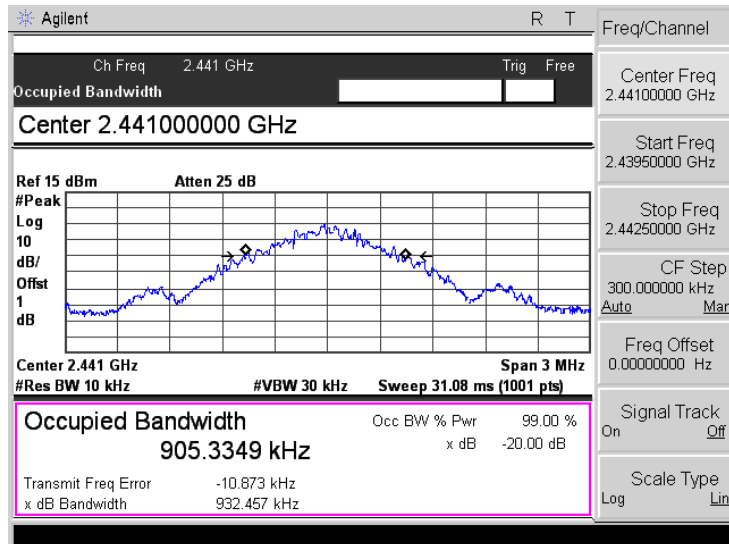 Agilent R T
Ch Freq 2.441 GHz Trig Free
Occupied Bandwidth
Center 2.441000000 GHz
Ref 15 dBm Atten 25 dB
#Peak
Log
10
dB/
Offst
1
dB
Center 2.441 GHz Span 3 MHz
#Res BW 10 kHz #VBW 30 kHz Sweep 31.08 ms (1001 pts)
Occupied Bandwidth Occ BW % Pwr 99.00 %
905.3349 kHz x dB -20.00 dB
Transmit Freq Error -10.873 kHz
x dB Bandwidth 932.457 kHz
Freq/Channel
Center Freq
2.44100000 GHz
Start Freq
2.43950000 GHz
Stop Freq
2.44250000 GHz
CF Step
300.000000 kHz
Auto Man
Freq Offset
0.00000000 Hz
Signal Track
On Off
Scale Type
Log Lin